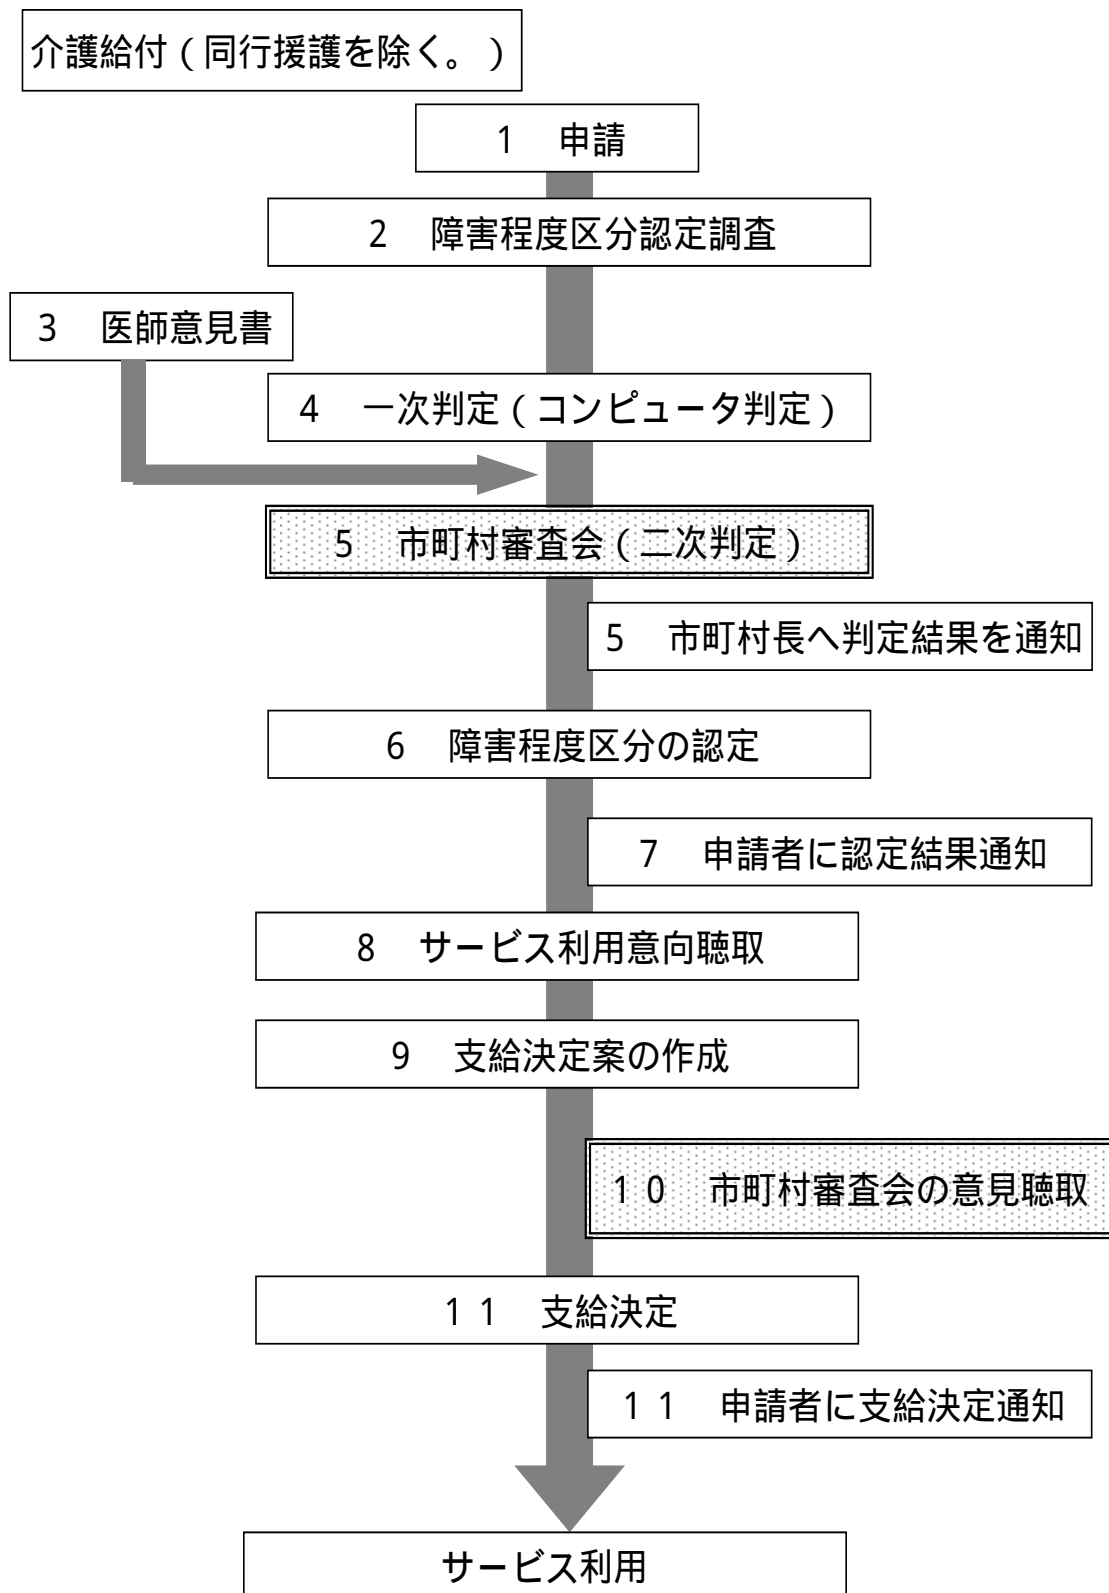 介護給付（同行援護を除く。）
1　申請
2　障害程度区分認定調査
3　医師意見書
4　一次判定（コンピュータ判定）
5　市町村審査会（二次判定）
5　市町村長へ判定結果を通知
6　障害程度区分の認定
7　申請者に認定結果通知
8　サービス利用意向聴取
9　支給決定案の作成
10　市町村審査会の意見聴取
11　支給決定
11　申請者に支給決定通知
サービス利用